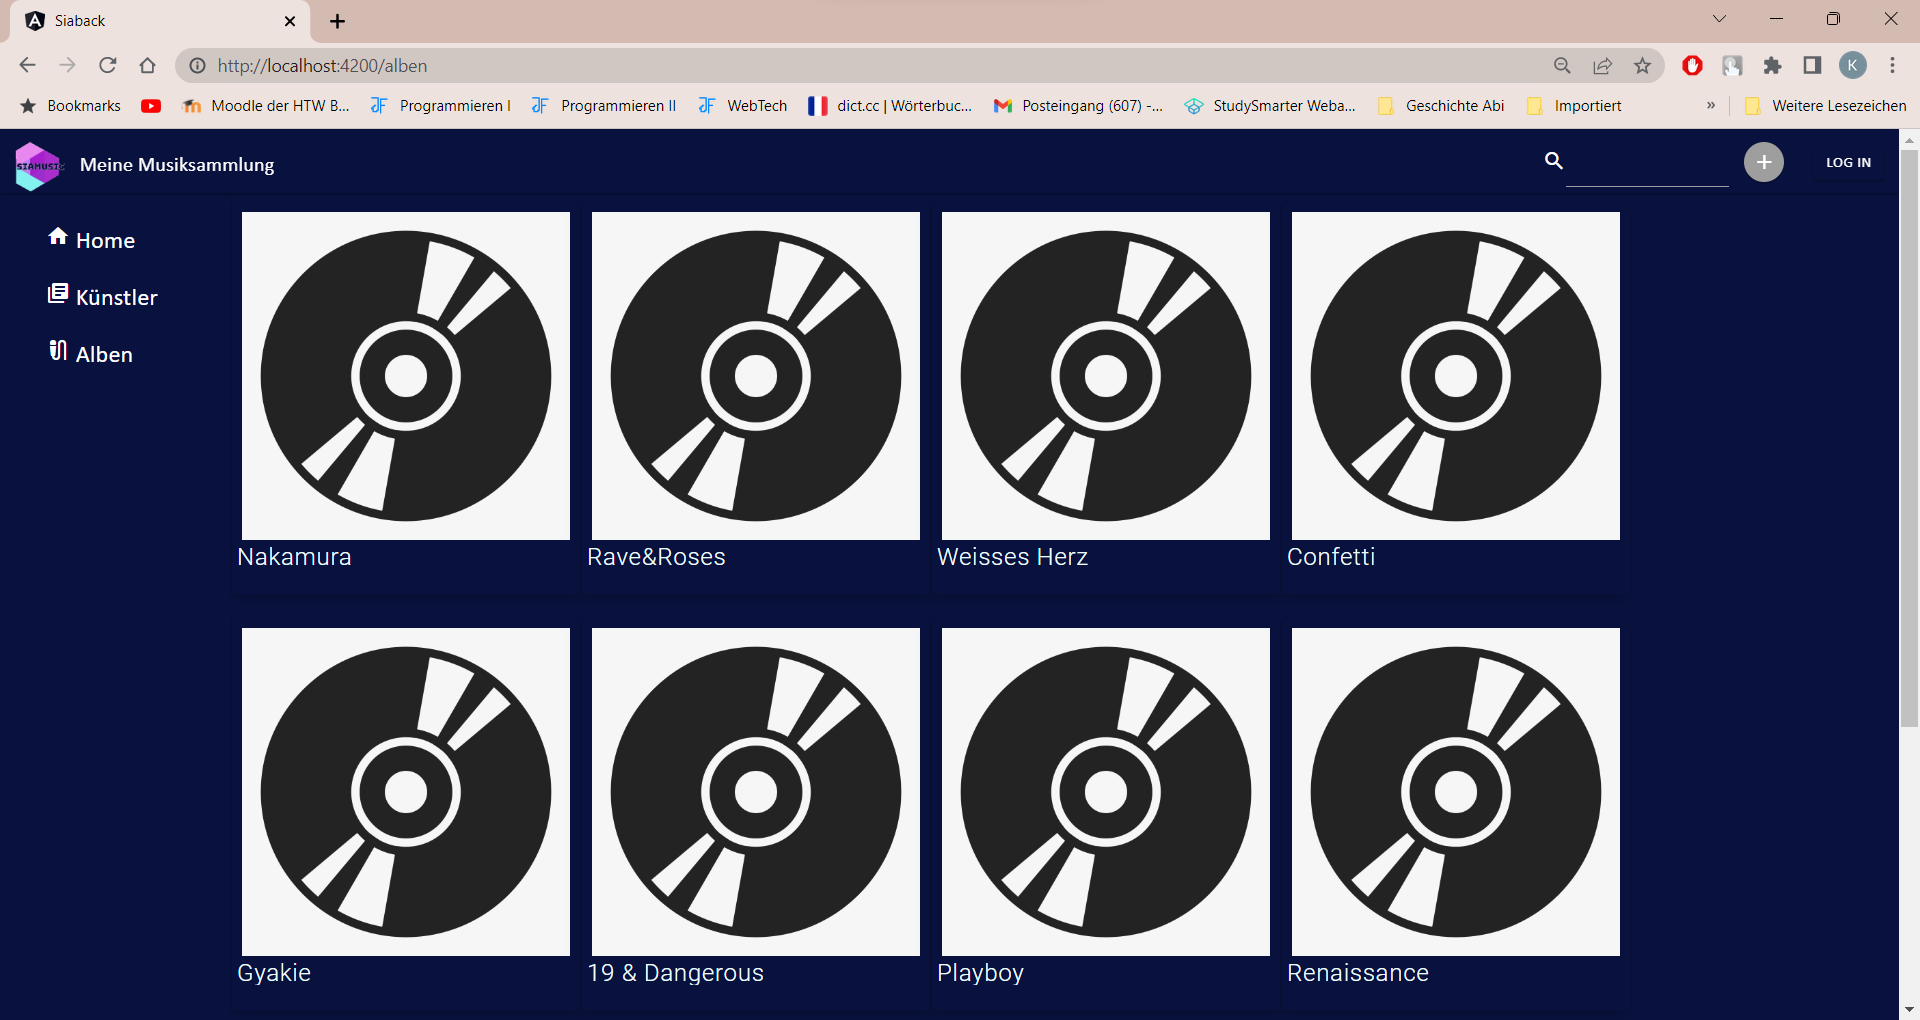 Siaback
http://localhost:4200/alben
K
Bookmarks
Moodle der HTW B...
Programmieren I
Programmieren II
WebTech
dict.cc | Wörterbuc...
Posteingang (607) -...
StudySmarter Weba...
Geschichte Abi
Importiert
»
Weitere Lesezeichen
SIAMUSIC
Meine Musiksammlung
LOG IN
Home
Künstler
Alben
Nakamura
Rave&Roses
Weisses Herz
Confetti
Gyakie
19 & Dangerous
Playboy
Renaissance